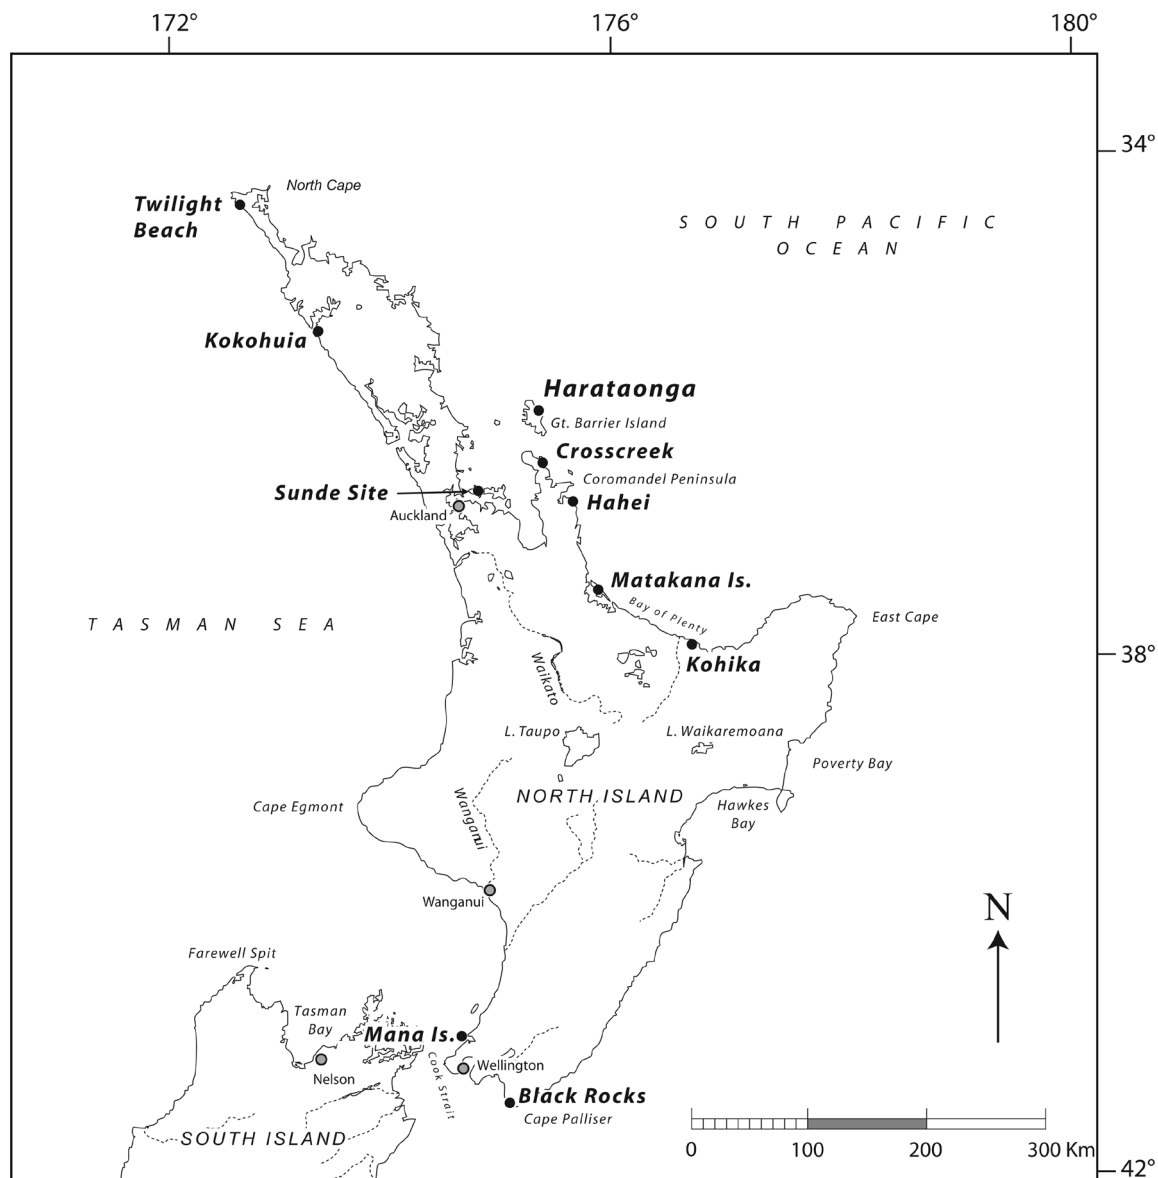 172°
176°
180°
34°
North Cape
Twilight
Beach
SOUTH PACIFIC
OCEAN
Kokohuia
Harataonga
Gt. Barrier Island
Crosscreek
Coromandel Peninsula
Sunde Site
Hahei
Auckland
Matakana Is.
Bay of Plenty
East Cape
TASMAN SEA
38°
Kohika
Waikato
L. Taupo
L. Waikaremoana
Poverty Bay
Cape Egmont
Wanganui
NORTH ISLAND
Hawkes
Bay
Wanganui
N
Farewell Spit
Tasman
Bay
Mana Is.
Cook Strait
Wellington
Nelson
Black Rocks
Cape Palliser
SOUTH ISLAND
0 100 200 300 Km
42°